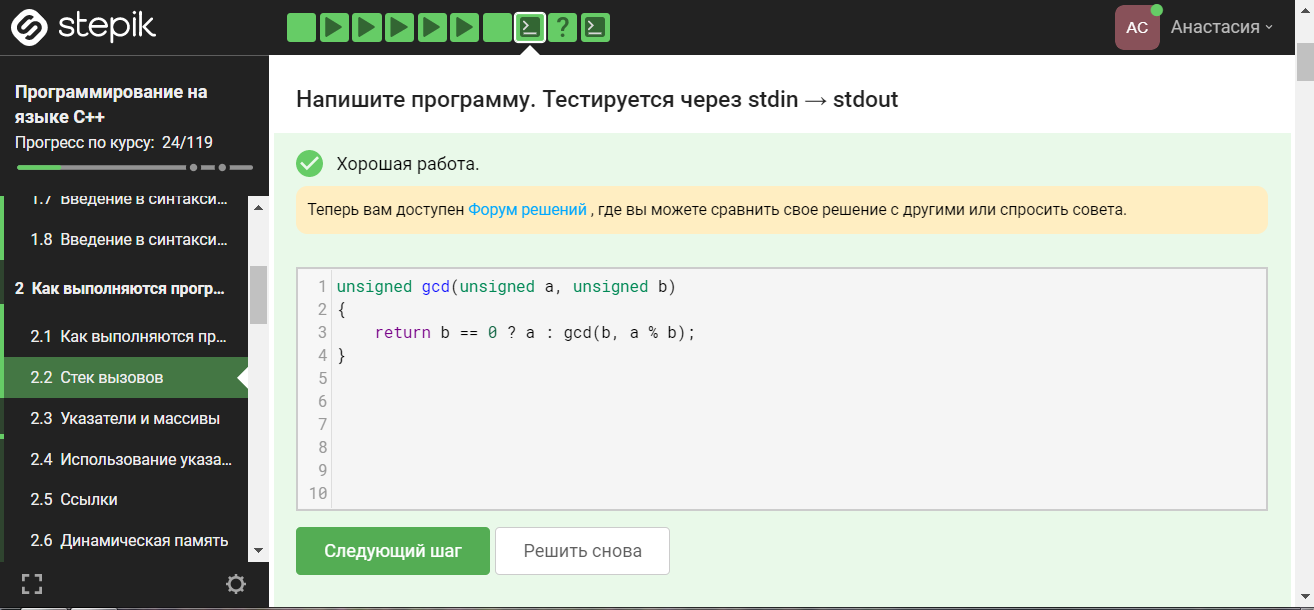 stepik
?
АС
Анастасия
Программирование на
языке C++
Прогресс по курсу: 24/119
1.7 Введение в синтакси...
1.8 Введение в синтакси...
2 Как выполняются прогр...
2.1 Как выполняются пр...
2.2 Стек вызовов
2.3 Указатели и массивы
2.4 Использование указа...
2.5 Ссылки
2.6 Динамическая память
Напишите программу. Тестируется через stdin → stdout
Хорошая работа.
Теперь вам доступен Форум решений , где вы можете сравнить свое решение с другими или спросить совета.
1 unsigned gcd(unsigned a, unsigned b)
2 {
3     return b == 0 ? a : gcd(b, a % b);
4 }
5
6
7
8
9
10
Следующий шаг
Решить снова